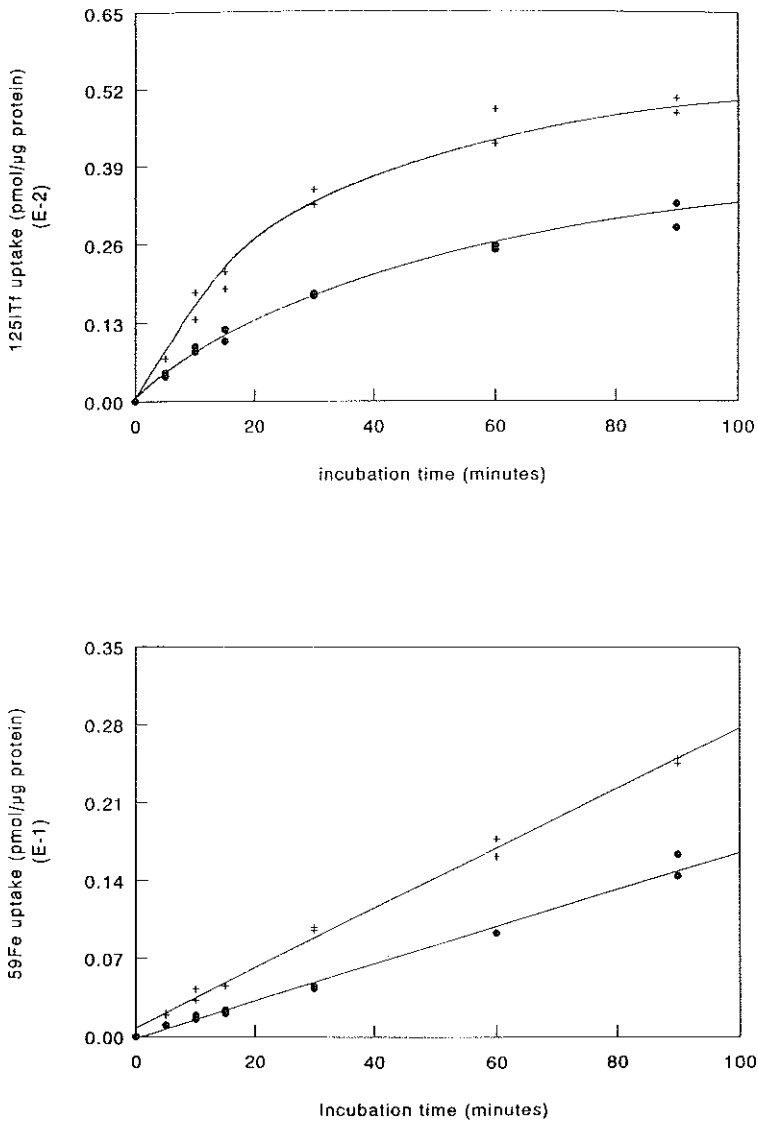 125ITf uptake (pmol/µg protein)
(E-2)
0.65
0.52
0.39
0.26
0.13
0.00
0 20 40 60 80 100
incubation time (minutes)
59Fe uptake (pmol/µg protein)
(E-1)
0.35
0.28
0.21
0.14
0.07
0.00
0 20 40 60 80 100
Incubation time (minutes)